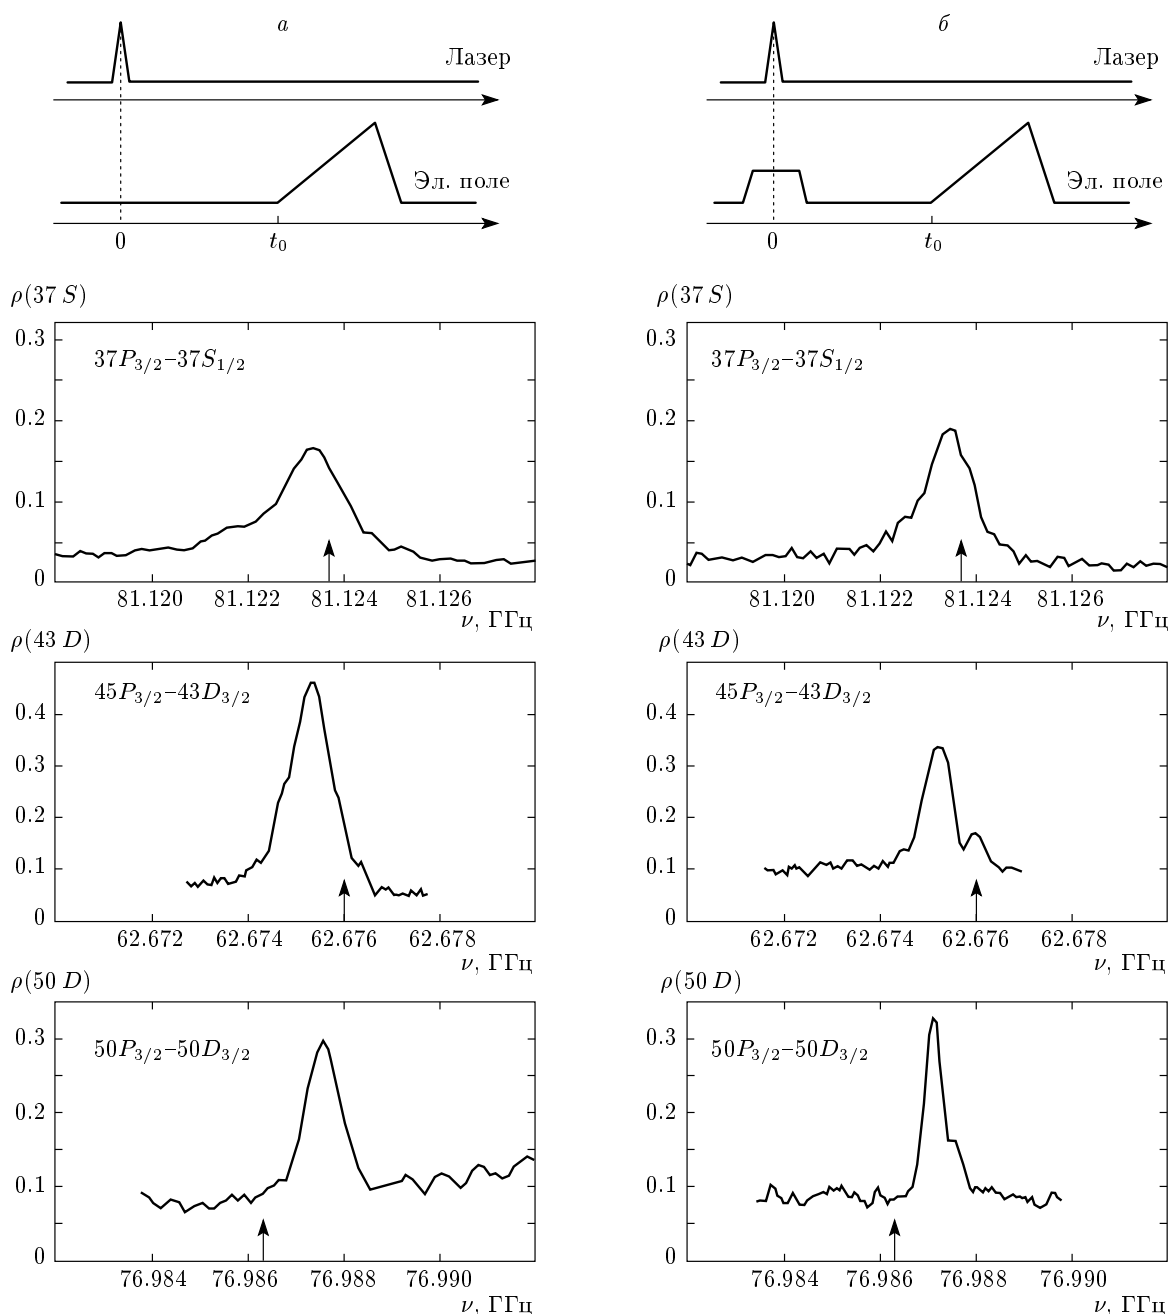 а
Лазер
Эл. поле
0 t₀
б
Лазер
Эл. поле
0 t₀
ρ(37 S)
0.3
0.2
0.1
0
37P₃/₂–37S₁/₂
81.120 81.122 81.124 81.126
ν, ГГц
ρ(37 S)
0.3
0.2
0.1
0
37P₃/₂–37S₁/₂
81.120 81.122 81.124 81.126
ν, ГГц
ρ(43 D)
0.4
0.3
0.2
0.1
0
45P₃/₂–43D₃/₂
62.672 62.674 62.676 62.678
ν, ГГц
ρ(43 D)
0.4
0.3
0.2
0.1
0
45P₃/₂–43D₃/₂
62.672 62.674 62.676 62.678
ν, ГГц
ρ(50 D)
0.3
0.2
0.1
0
50P₃/₂–50D₃/₂
76.984 76.986 76.988 76.990
ν, ГГц
ρ(50 D)
0.3
0.2
0.1
0
50P₃/₂–50D₃/₂
76.984 76.986 76.988 76.990
ν, ГГц